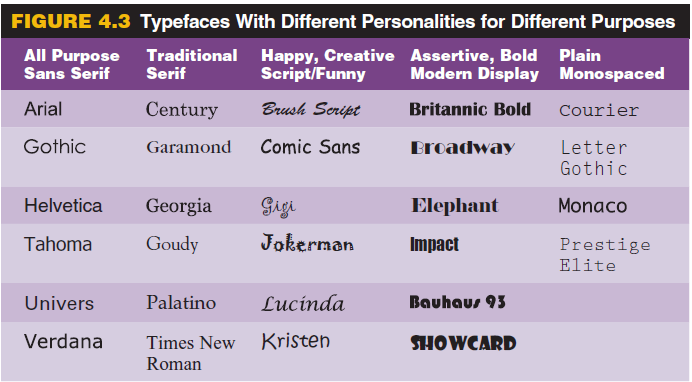 FIGURE 4.3 Typefaces With Different Personalities for Different Purposes
All Purpose Traditional Happy, Creative Assertive, Bold Plain
Sans Serif Serif Script/Funny Modern Display Monospaced
Arial Century Brush Script Britannic Bold Courier
Gothic Garamond Comic Sans Broadway Letter
Gothic
Helvetica Georgia Gigi Elephant Monaco
Tahoma Goudy Jokerman Impact Prestige
Elite
Univers Palatino Lucinda Bauhaus 93
Verdana Times New Kristen SHOWCARD
Roman